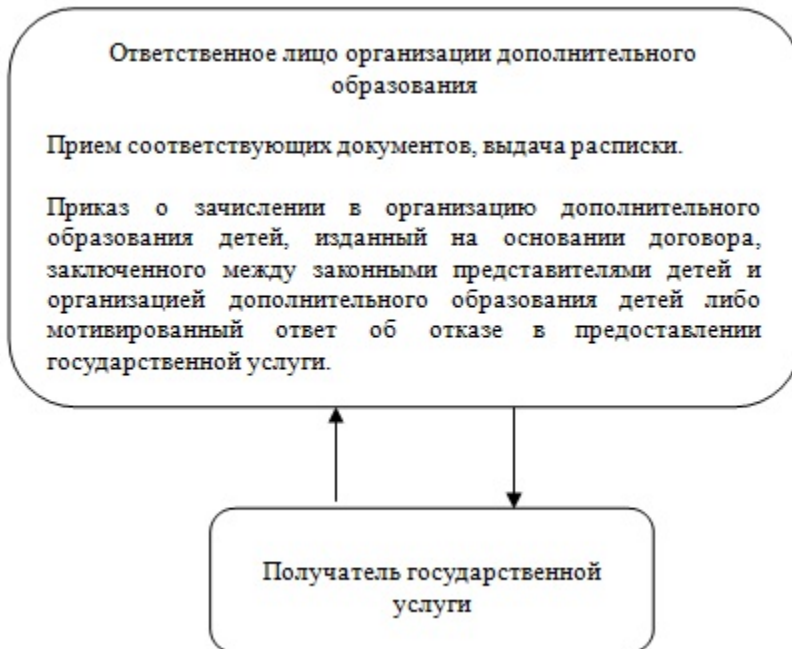 Ответственное лицо организации дополнительного
образования
Прием соответствующих документов, выдача расписки.
Приказ о зачислении в организацию дополнительного
образования детей, изданный на основании договора,
заключенного между законными представителями детей и
организацией дополнительного образования детей либо
мотивированный ответ об отказе в предоставлении
государственной услуги.
Получатель государственной
услуги